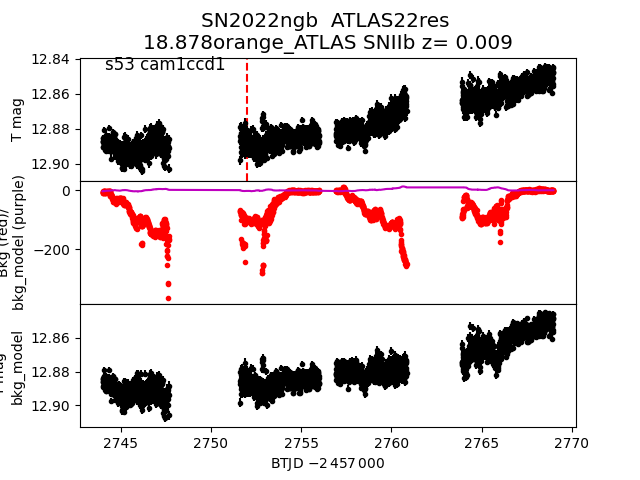 SN2022ngb ATLAS22res
18.878orange_ATLAS SNIIb z= 0.009
s53 cam1ccd1
T mag
12.84
12.86
12.88
12.90
Bkg (red)/
bkg_model (purple)
0
−200
bkg_model
12.86
12.88
12.90
2745
2750
2755
2760
2765
2770
BTJD −2 457 000